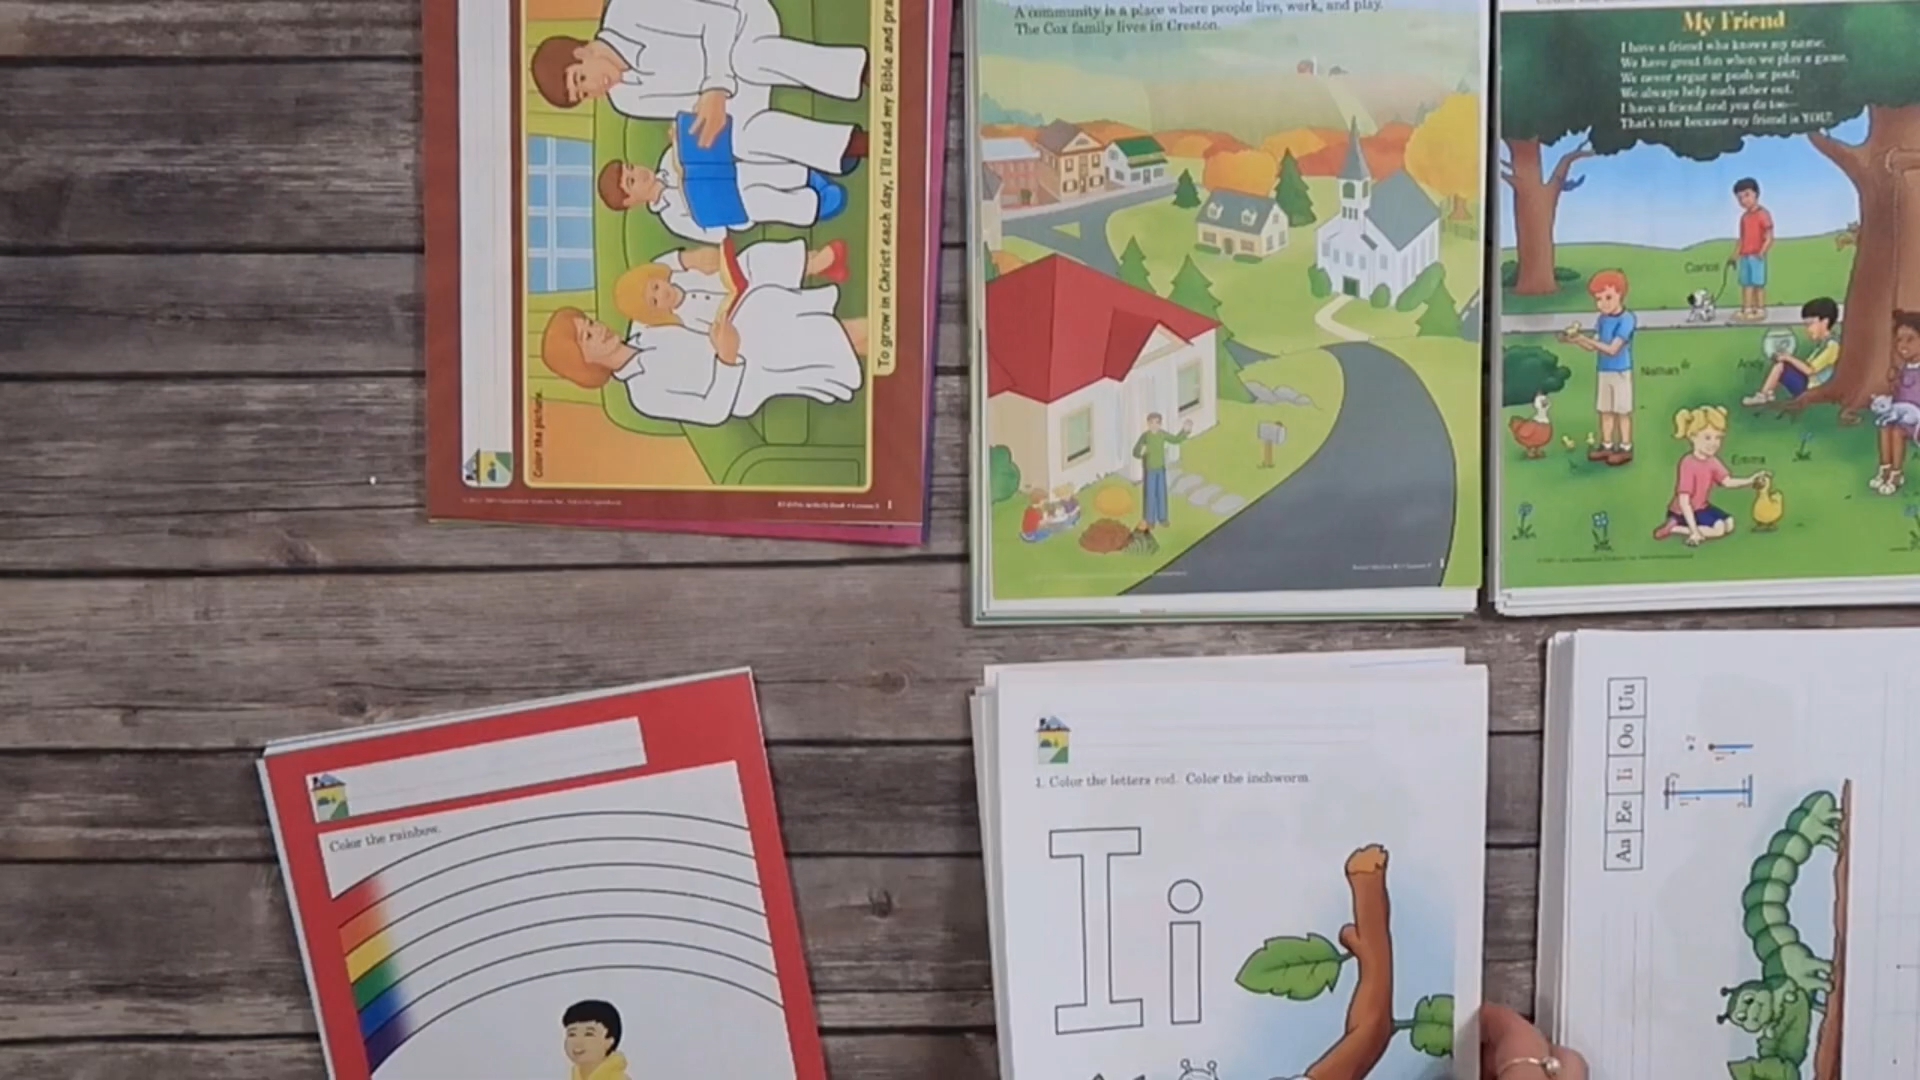 Color the picture.
To grow in Christ each day, I'll read my Bible and pra
1
A community is a place where people live, work, and play.
The Cox family lives in Creston.
1
My Friend
I have a friend who knows my name;
We have great fun when we play a game.
We never argue or push or pout;
We always help each other out.
I have a friend and you do too—
That's true because my friend is YOU!
Carlos
Nathan
Andy
Emma
Color the rainbow.
1. Color the letters red. Color the inchworm.
I i
Aa Ee Ii Oo Uu